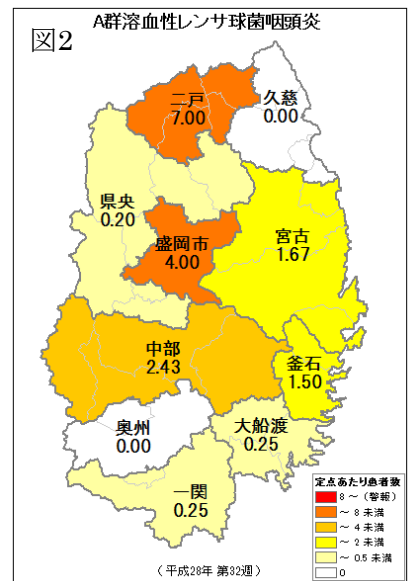 A群溶血性レンサ球菌咽頭炎
図2
二戸
7.00
久慈
0.00
県央
0.20
盛岡市
4.00
宮古
1.67
中部
2.43
釜石
1.50
奥州
0.00
大船渡
0.25
一関
0.25
定点あたり患者数
8 ～ (警報)
～ 8 未満
～ 4 未満
～ 2 未満
～ 0.5 未満
0
(平成28年 第32週)